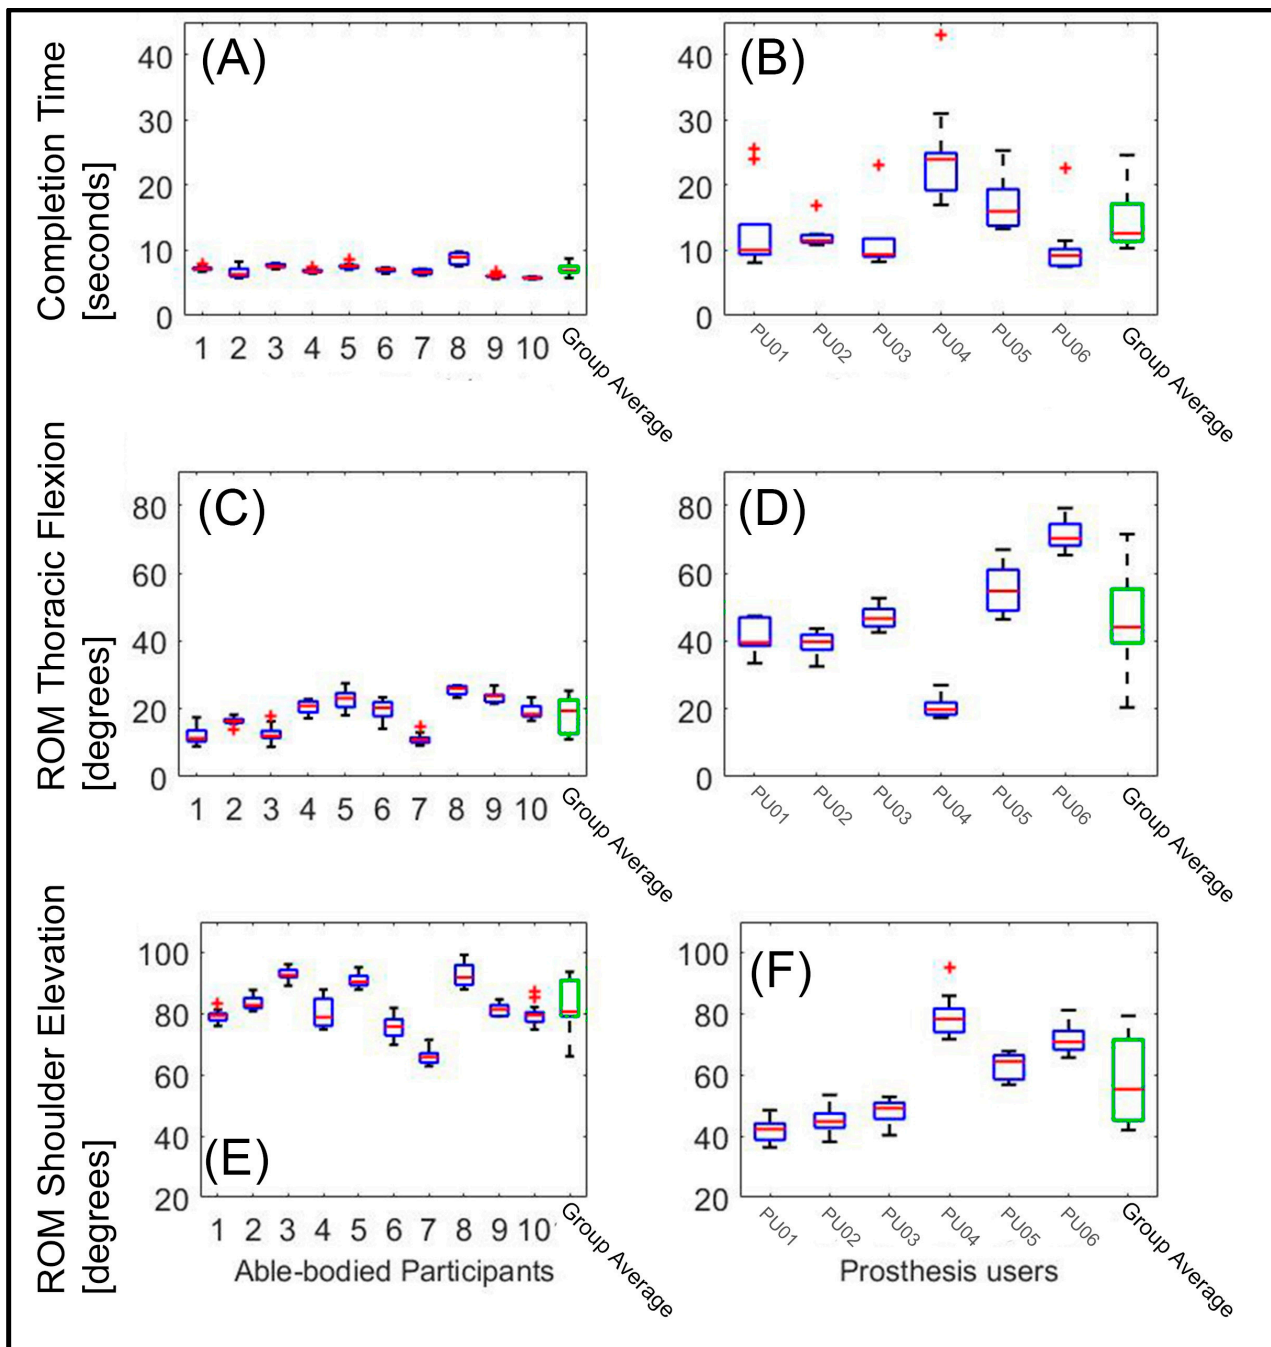 Completion Time
[seconds]
(A)
40
30
20
10
0
1 2 3 4 5 6 7 8 9 10 Group Average
(B)
40
30
20
10
0
PU01 PU02 PU03 PU04 PU05 PU06 Group Average
ROM Thoracic Flexion
[degrees]
(C)
80
60
40
20
0
1 2 3 4 5 6 7 8 9 10 Group Average
(D)
80
60
40
20
0
PU01 PU02 PU03 PU04 PU05 PU06 Group Average
ROM Shoulder Elevation
[degrees]
100
80
60
40
20
(E)
1 2 3 4 5 6 7 8 9 10 Group Average
Able-bodied Participants
(F)
100
80
60
40
20
PU01 PU02 PU03 PU04 PU05 PU06 Group Average
Prosthesis users